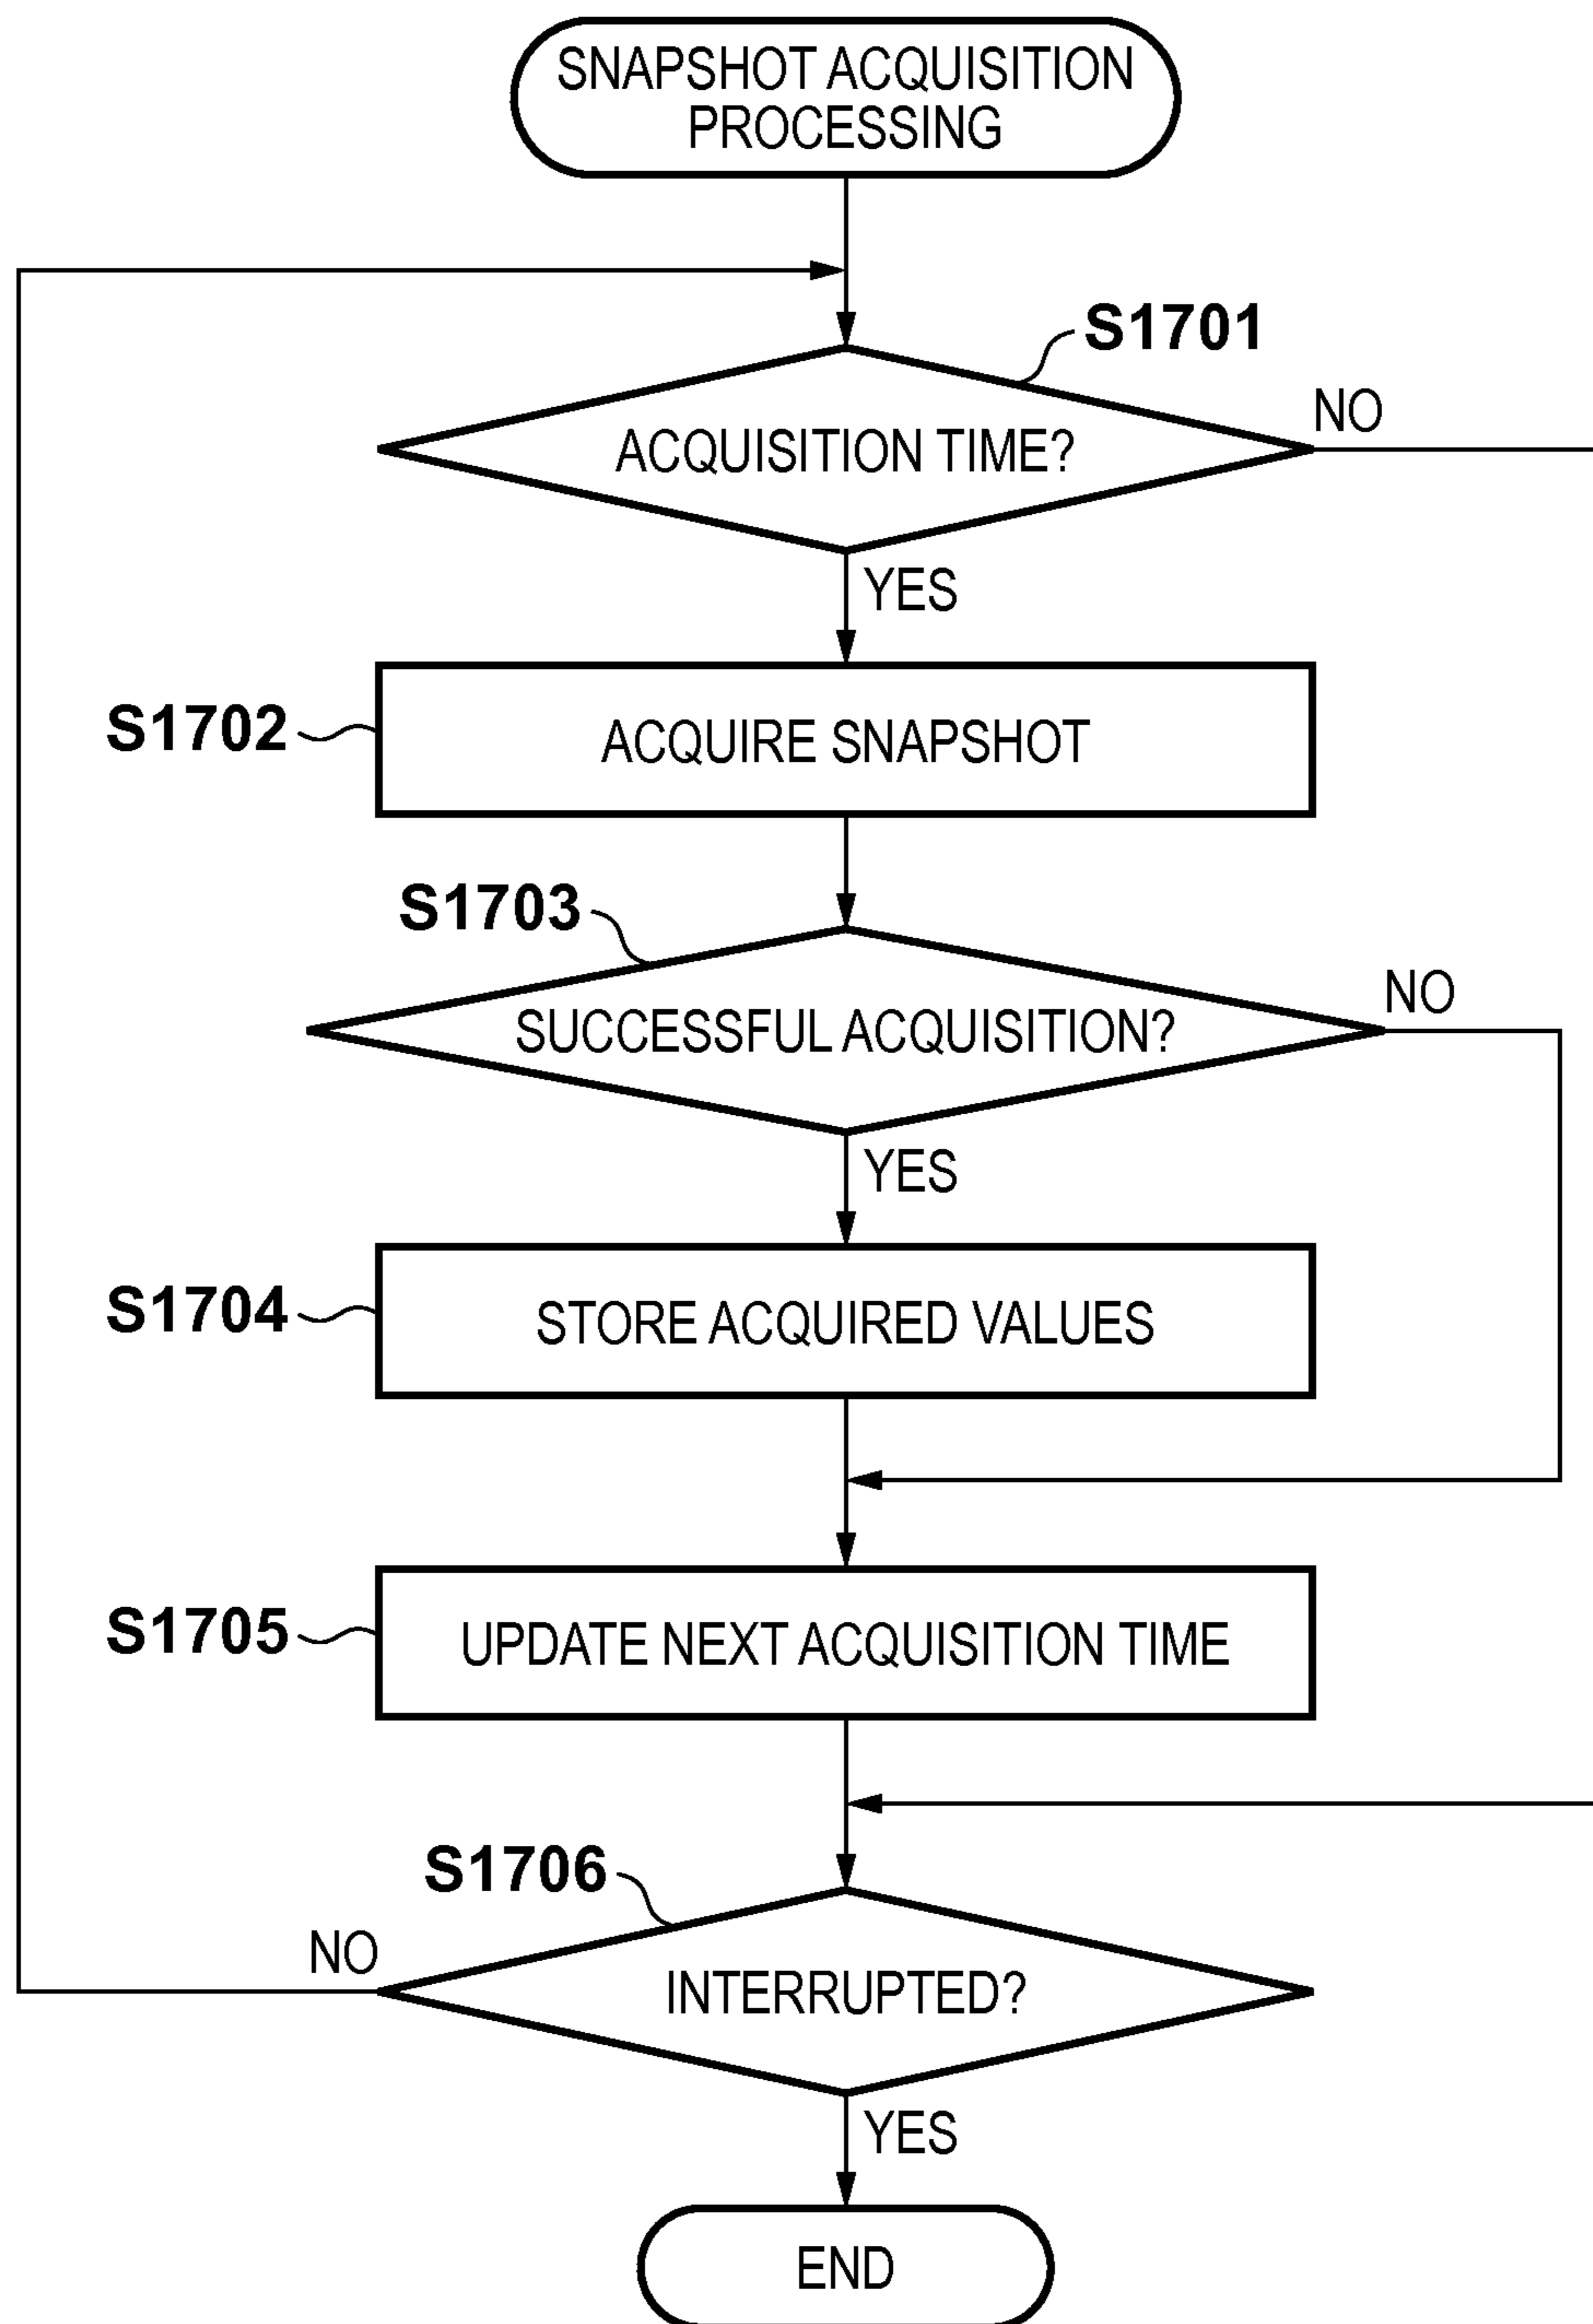 SNAPSHOT ACQUISITION
PROCESSING
S1701
ACQUISITION TIME?
NO
YES
S1702
ACQUIRE SNAPSHOT
S1703
SUCCESSFUL ACQUISITION?
NO
YES
S1704
STORE ACQUIRED VALUES
S1705
UPDATE NEXT ACQUISITION TIME
S1706
NO
INTERRUPTED?
YES
END